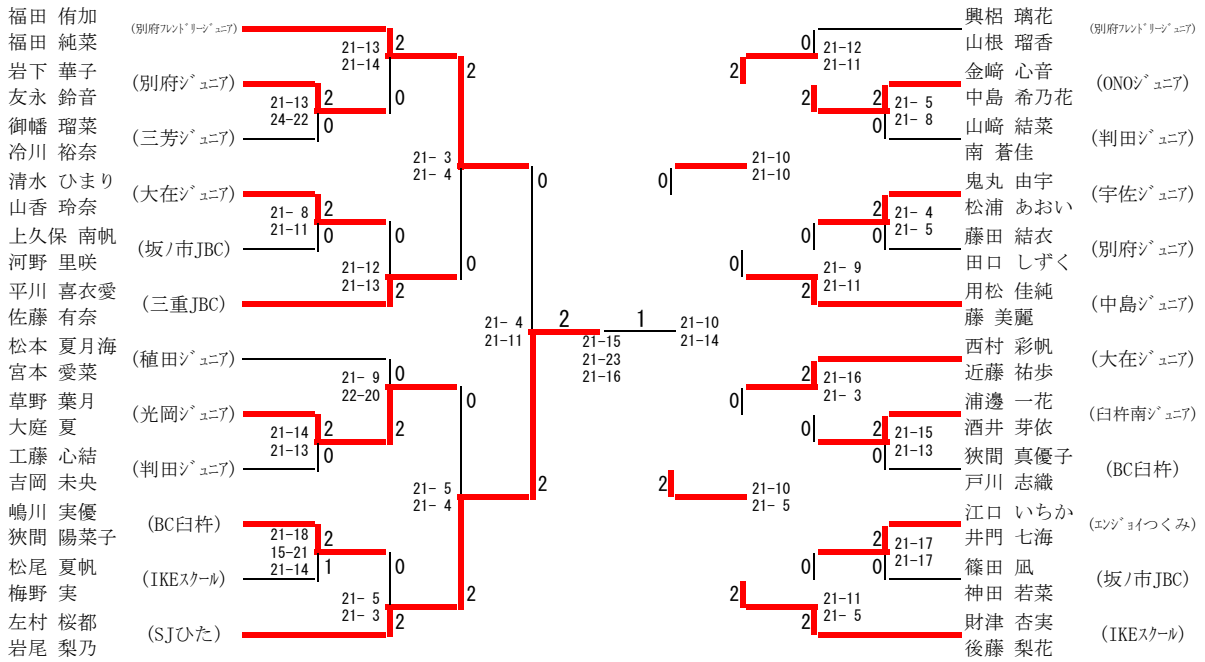 福田 侑加
福田 純菜
(別府フレンドリージュニア)
岩下 華子
友永 鈴音
(別府ジュニア)
御幡 瑠菜
冷川 裕奈
(三芳ジュニア)
清水 ひまり
山香 玲奈
(大在ジュニア)
上久保 南帆
河野 里咲
(坂ノ市JBC)
平川 喜衣愛
佐藤 有奈
(三重JBC)
松本 夏月海
宮本 愛菜
(植田ジュニア)
草野 葉月
大庭 夏
(光岡ジュニア)
工藤 心結
吉岡 未央
(判田ジュニア)
嶋川 実優
狹間 陽菜子
(BC臼杵)
松尾 夏帆
梅野 実
(IKEスクール)
左村 桜都
岩尾 梨乃
(SJひた)
21-13
21-14
2
0
21-13
24-22
2
0
21- 8
21-11
2
0
21-12
21-13
0
2
21- 9
22-20
0
2
21-14
21-13
2
0
21-18
15-21
21-14
2
1
21- 5
21- 3
0
2
21- 3
21- 4
2
0
21- 5
21- 4
0
2
21- 4
21-11
0
2
2
21-15
21-23
21-16
1
21-10
21-14
21-10
21-10
0
21-10
21- 5
2
0
21-12
21-11
2
2
2
21- 5
21- 8
0
2
21- 4
21- 5
0
0
0
21- 9
21-11
2
2
21-16
21- 3
0
0
2
21-15
21-13
0
2
21-17
21-17
0
0
2
21-11
21- 5
2
興梠 璃花
山根 瑠香
(別府フレンドリージュニア)
金﨑 心音
中島 希乃花
(ONOジュニア)
山﨑 結菜
南 蒼佳
(判田ジュニア)
鬼丸 由宇
松浦 あおい
(宇佐ジュニア)
藤田 結衣
田口 しずく
(別府ジュニア)
用松 佳純
藤 美麗
(中島ジュニア)
西村 彩帆
近藤 祐歩
(大在ジュニア)
浦邊 一花
酒井 芽依
(臼杵南ジュニア)
狹間 真優子
戸川 志織
(BC臼杵)
江口 いちか
井門 七海
(エンジョイつくみ)
篠田 凪
神田 若菜
(坂ノ市JBC)
財津 杏実
後藤 梨花
(IKEスクール)